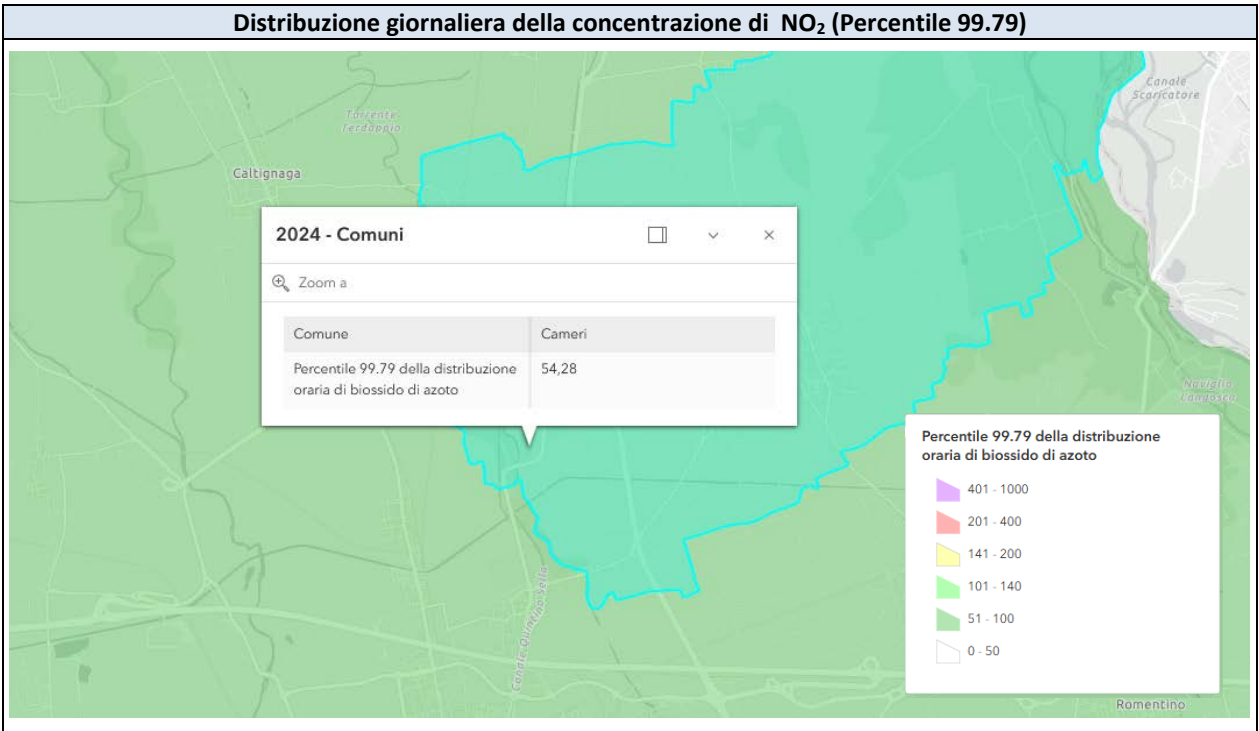 Distribuzione giornaliera della concentrazione di NO₂ (Percentile 99.79)
Canale
Scaricatore
Torrente
Terdoppio
Caltignaga
2024 - Comuni
Zoom a
Comune Cameri
Percentile 99.79 della distribuzione 54,28
oraria di biossido di azoto
Naviglio
Langosco
Percentile 99.79 della distribuzione
oraria di biossido di azoto
401 - 1000
201 - 400
141 - 200
101 - 140
51 - 100
0 - 50
Canale Quintino Sella
Romentino